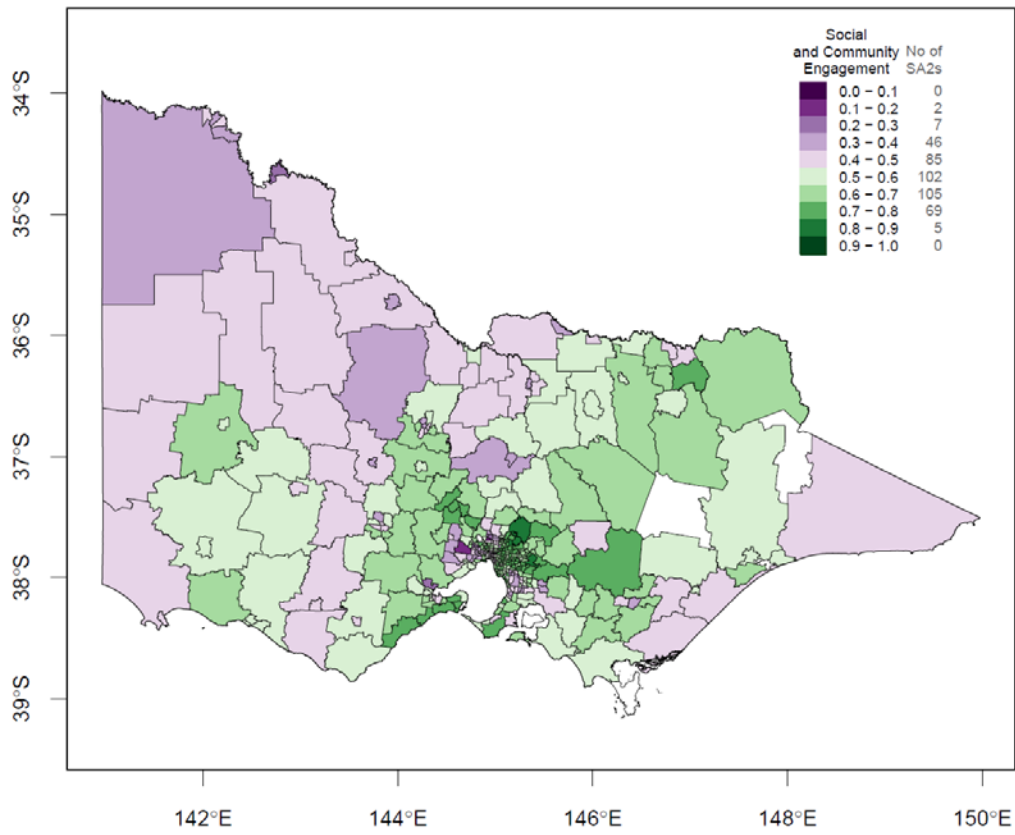 Social
and Community No of
Engagement SA2s
0.0 – 0.1 0
0.1 – 0.2 2
0.2 – 0.3 7
0.3 – 0.4 46
0.4 – 0.5 85
0.5 – 0.6 102
0.6 – 0.7 105
0.7 – 0.8 69
0.8 – 0.9 5
0.9 – 1.0 0
34°S
35°S
36°S
37°S
38°S
39°S
142°E 144°E 146°E 148°E 150°E